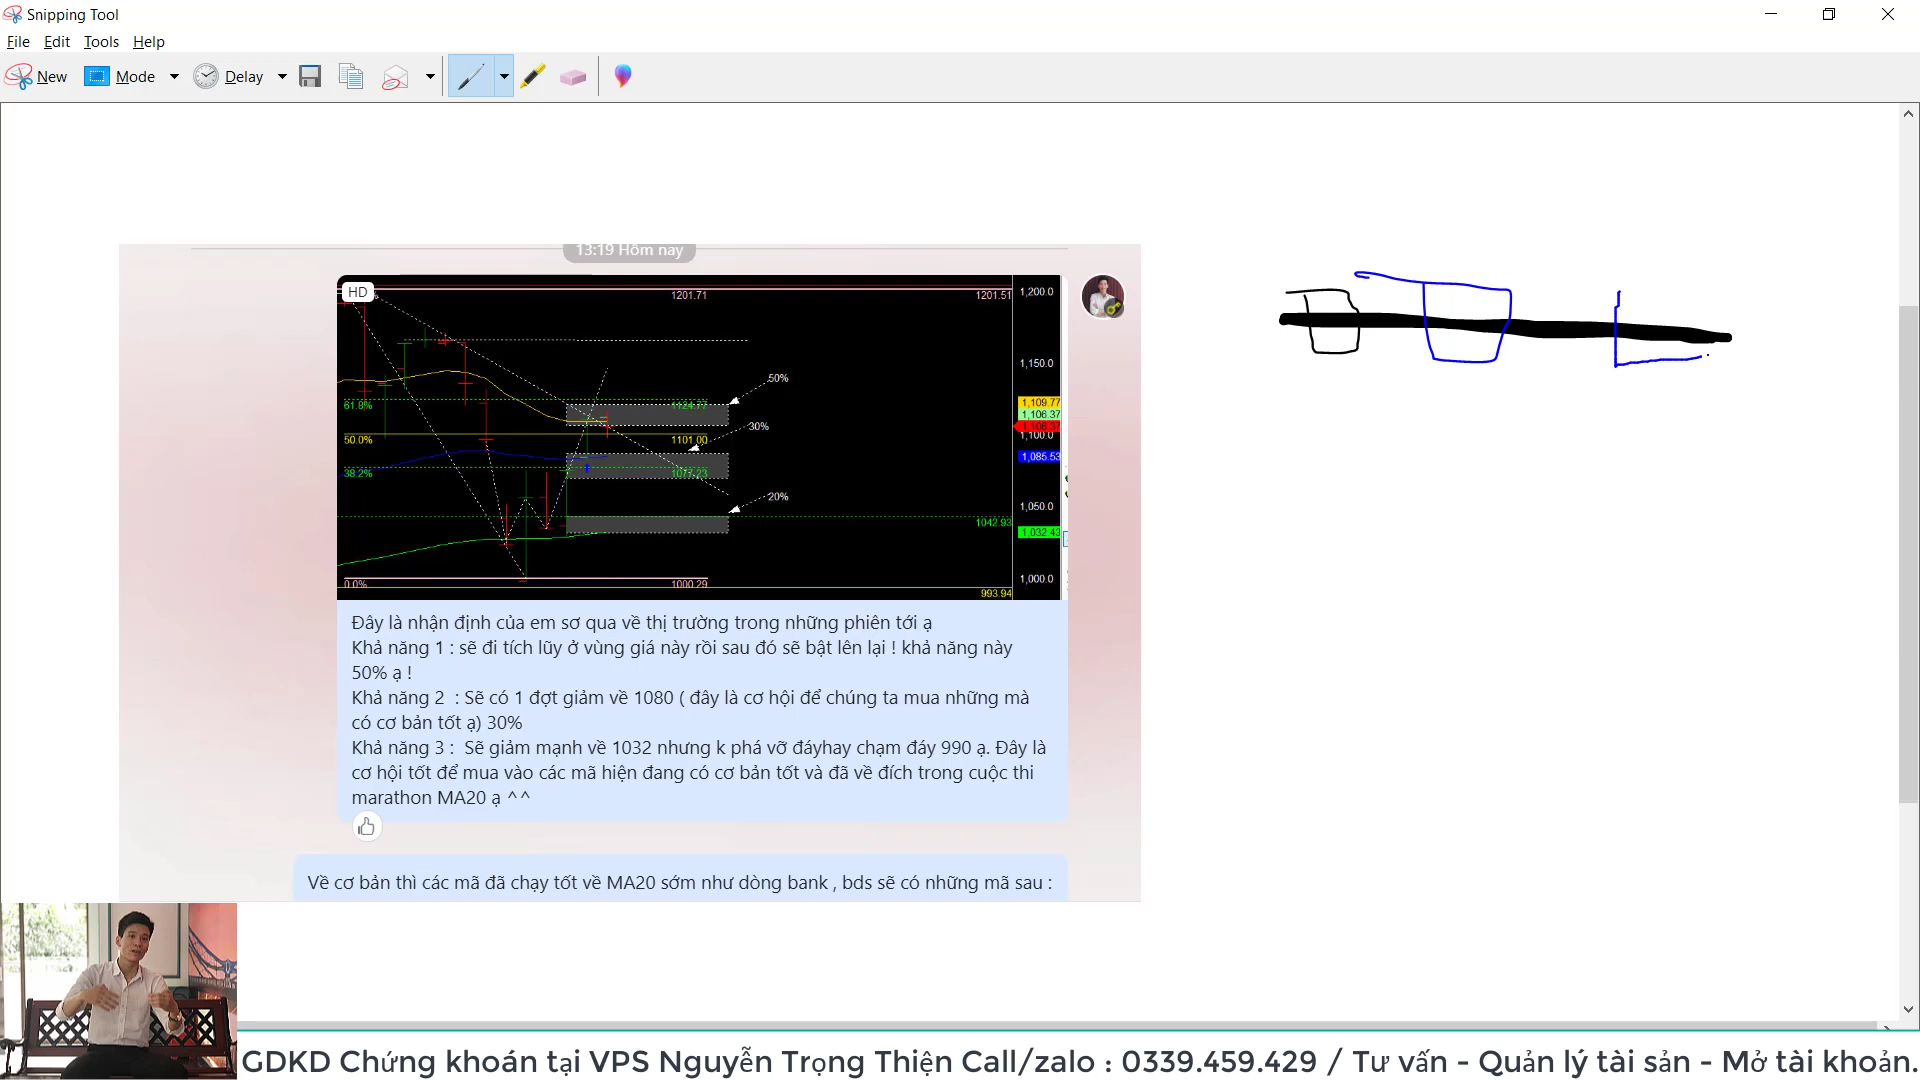 Snipping Tool
File Edit Tools Help
New Mode Delay
13:19 Hôm nay
HD
1201.71
1201.51
1,200.0
1,150.0
50%
61.8%
1124.77
1,109.77
1,106.37
1,106.37
30%
1,100.0
50.0%
1101.00
1,085.53
38.2%
1077.23
20%
1,050.0
1042.93
1,032.43
0.0%
1000.29
1,000.0
993.94
Đây là nhận định của em sơ qua về thị trường trong những phiên tới ạ
Khả năng 1 : sẽ đi tích lũy ở vùng giá này rồi sau đó sẽ bật lên lại ! khả năng này
50% ạ !
Khả năng 2 : Sẽ có 1 đợt giảm về 1080 ( đây là cơ hội để chúng ta mua những mà
có cơ bản tốt ạ) 30%
Khả năng 3 : Sẽ giảm mạnh về 1032 nhưng k phá vỡ đáyhay chạm đáy 990 ạ. Đây là
cơ hội tốt để mua vào các mã hiện đang có cơ bản tốt và đã về đích trong cuộc thi
marathon MA20 ạ ^^
Về cơ bản thì các mã đã chạy tốt về MA20 sớm như dòng bank , bds sẽ có những mã sau :
GDKD Chứng khoán tại VPS Nguyễn Trọng Thiện Call/zalo : 0339.459.429 / Tư vấn - Quản lý tài sản - Mở tài khoản.